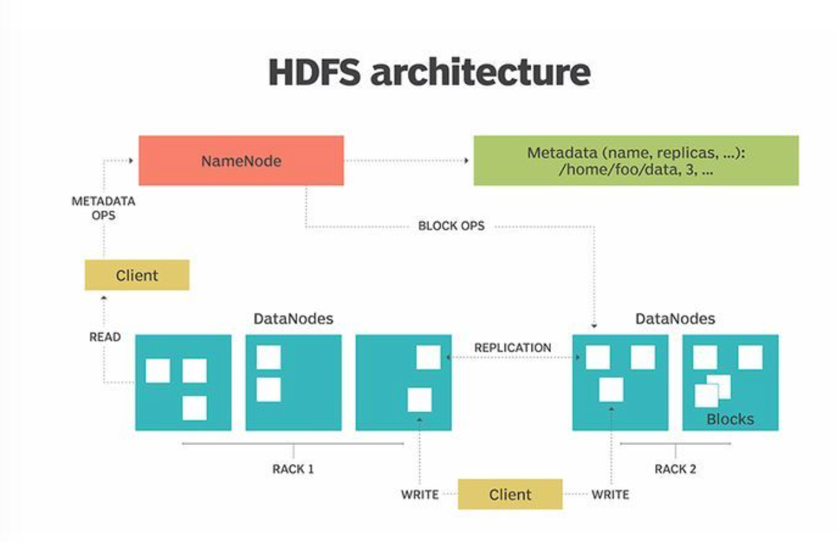 HDFS architecture
NameNode
Metadata (name, replicas, ...):
/home/foo/data, 3, ...
METADATA
OPS
BLOCK OPS
Client
DataNodes
DataNodes
READ
REPLICATION
Blocks
RACK 1
RACK 2
WRITE
Client
WRITE